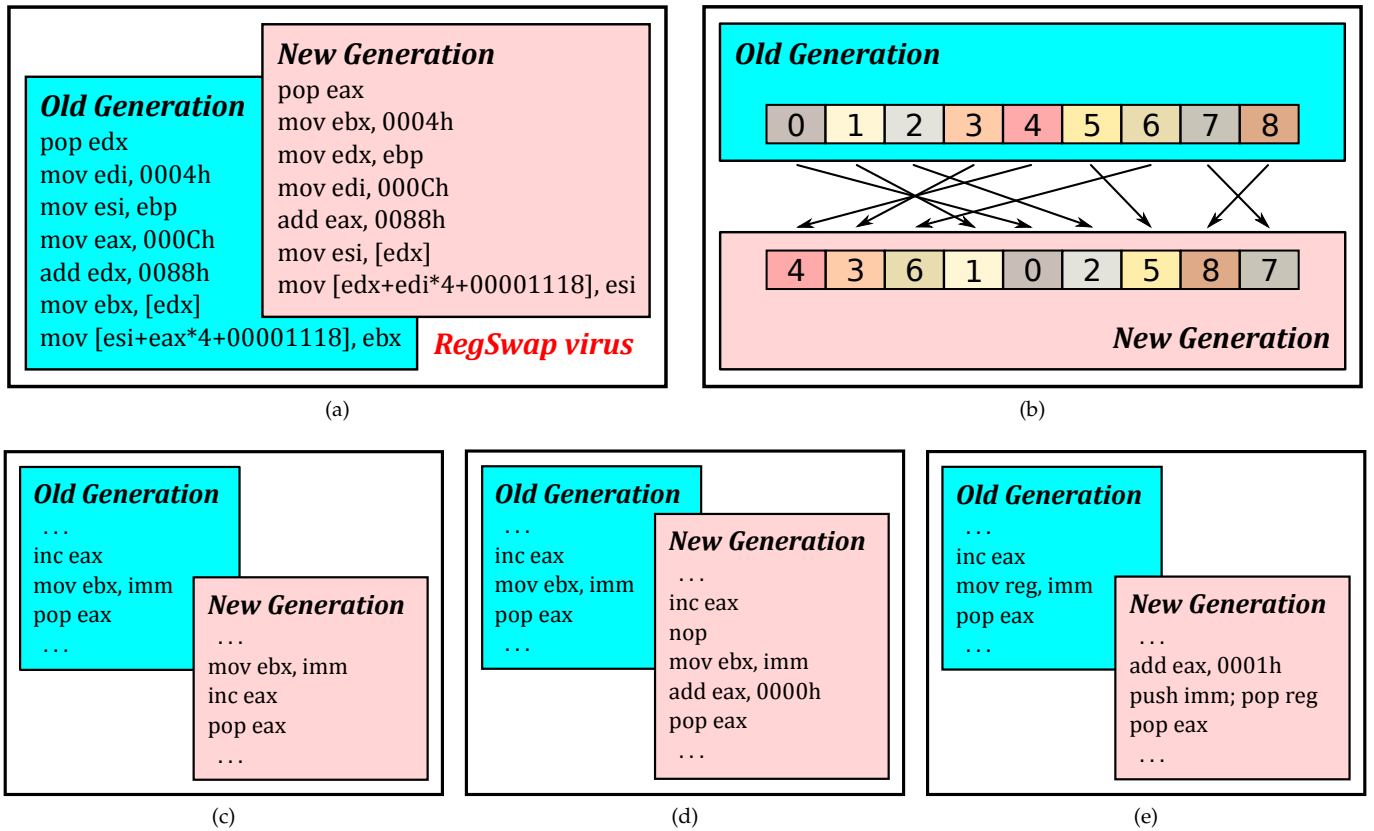 Old Generation
pop edx
mov edi, 0004h
mov esi, ebp
mov eax, 000Ch
add edx, 0088h
mov ebx, [edx]
mov [esi+eax*4+00001118], ebx
New Generation
pop eax
mov ebx, 0004h
mov edx, ebp
mov edi, 000Ch
add eax, 0088h
mov esi, [edx]
mov [edx+edi*4+00001118], esi
RegSwap virus
(a)
Old Generation
0 1 2 3 4 5 6 7 8
4 3 6 1 0 2 5 8 7
New Generation
(b)
Old Generation
...
inc eax
mov ebx, imm
pop eax
...
New Generation
...
mov ebx, imm
inc eax
pop eax
...
(c)
Old Generation
...
inc eax
mov ebx, imm
pop eax
...
New Generation
...
inc eax
nop
mov ebx, imm
add eax, 0000h
pop eax
...
(d)
Old Generation
...
inc eax
mov reg, imm
pop eax
...
New Generation
...
add eax, 0001h
push imm; pop reg
pop eax
...
(e)